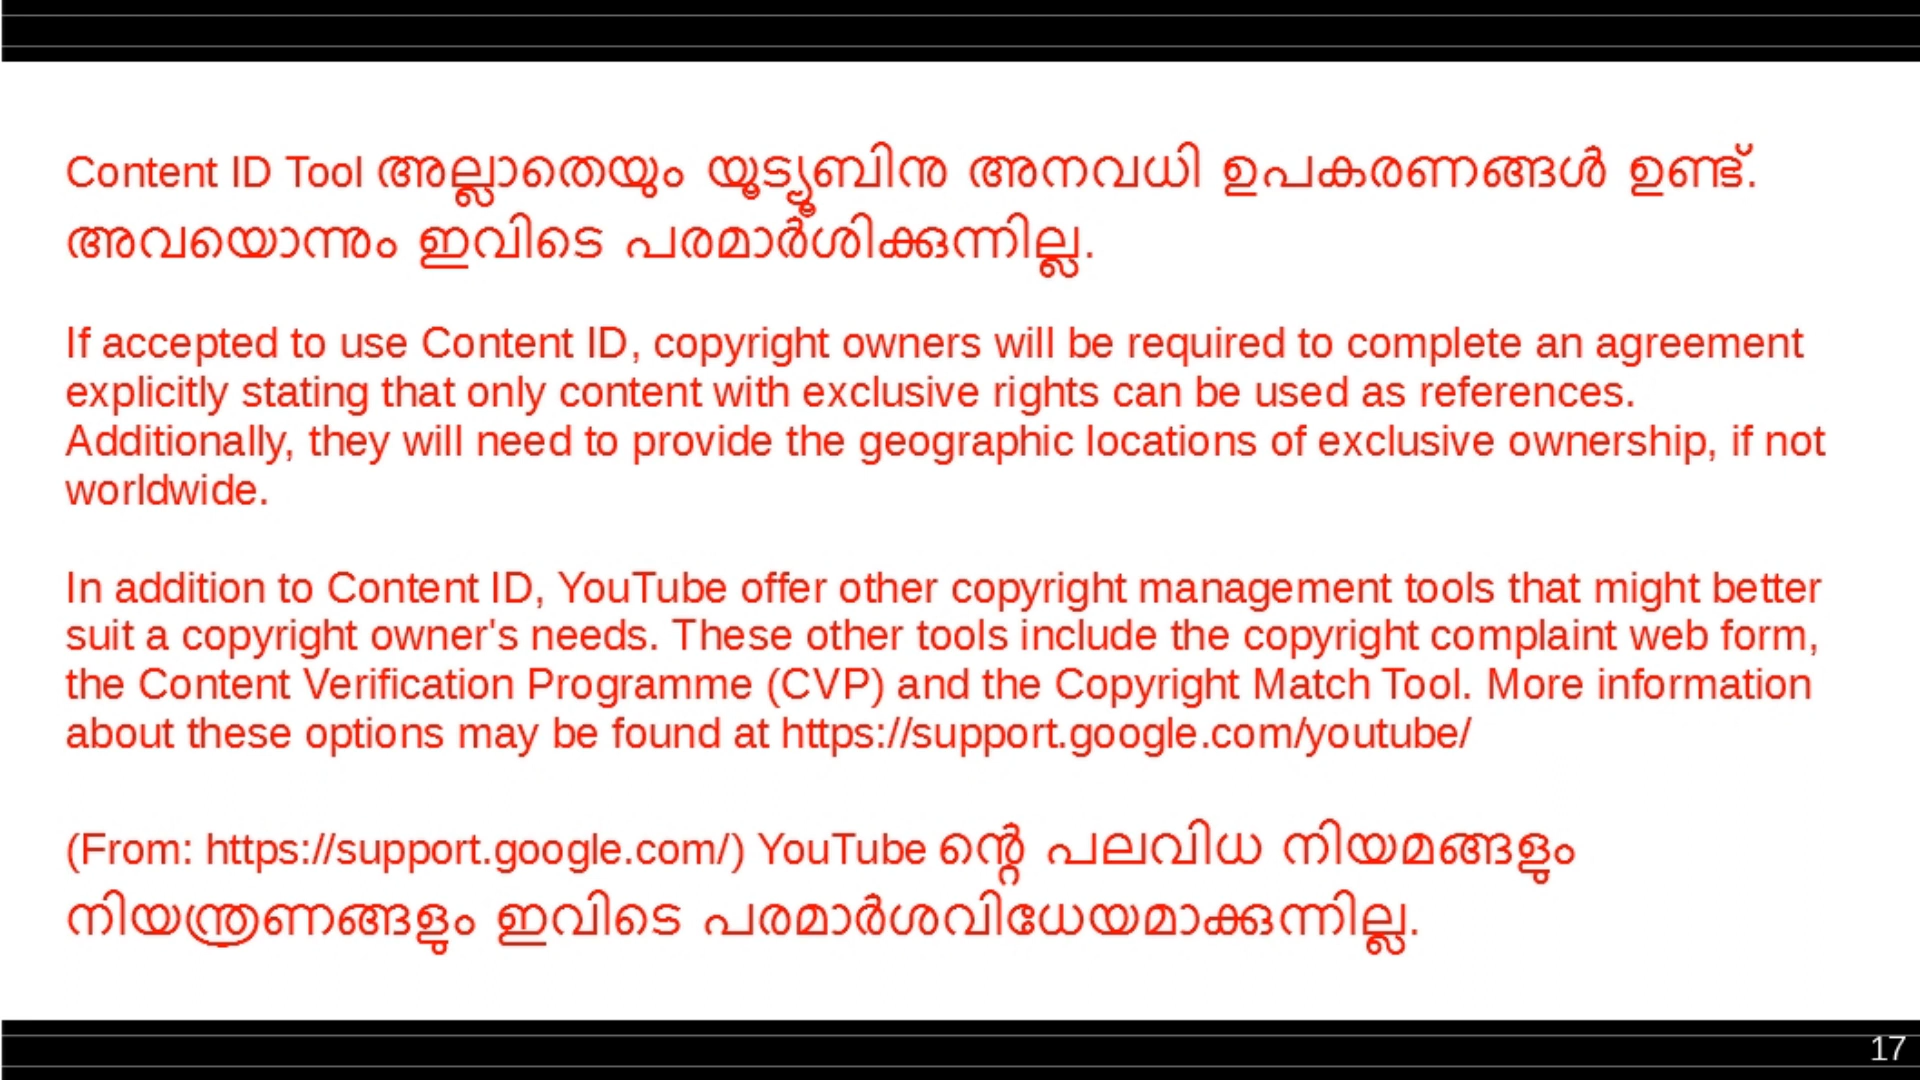 Content ID Tool അല്ലാതെയും യൂട്യൂബിനു അനവധി ഉപകരണങ്ങൾ ഉണ്ട്.
അവയൊന്നും ഇവിടെ പരമാർശിക്കുന്നില്ല.
If accepted to use Content ID, copyright owners will be required to complete an agreement
explicitly stating that only content with exclusive rights can be used as references.
Additionally, they will need to provide the geographic locations of exclusive ownership, if not
worldwide.
In addition to Content ID, YouTube offer other copyright management tools that might better
suit a copyright owner's needs. These other tools include the copyright complaint web form,
the Content Verification Programme (CVP) and the Copyright Match Tool. More information
about these options may be found at https://support.google.com/youtube/
(From: https://support.google.com/) YouTube ന്റെ പലവിധ നിയമങ്ങളും
നിയന്ത്രണങ്ങളും ഇവിടെ പരമാർശവിധേയമാക്കുന്നില്ല.
17